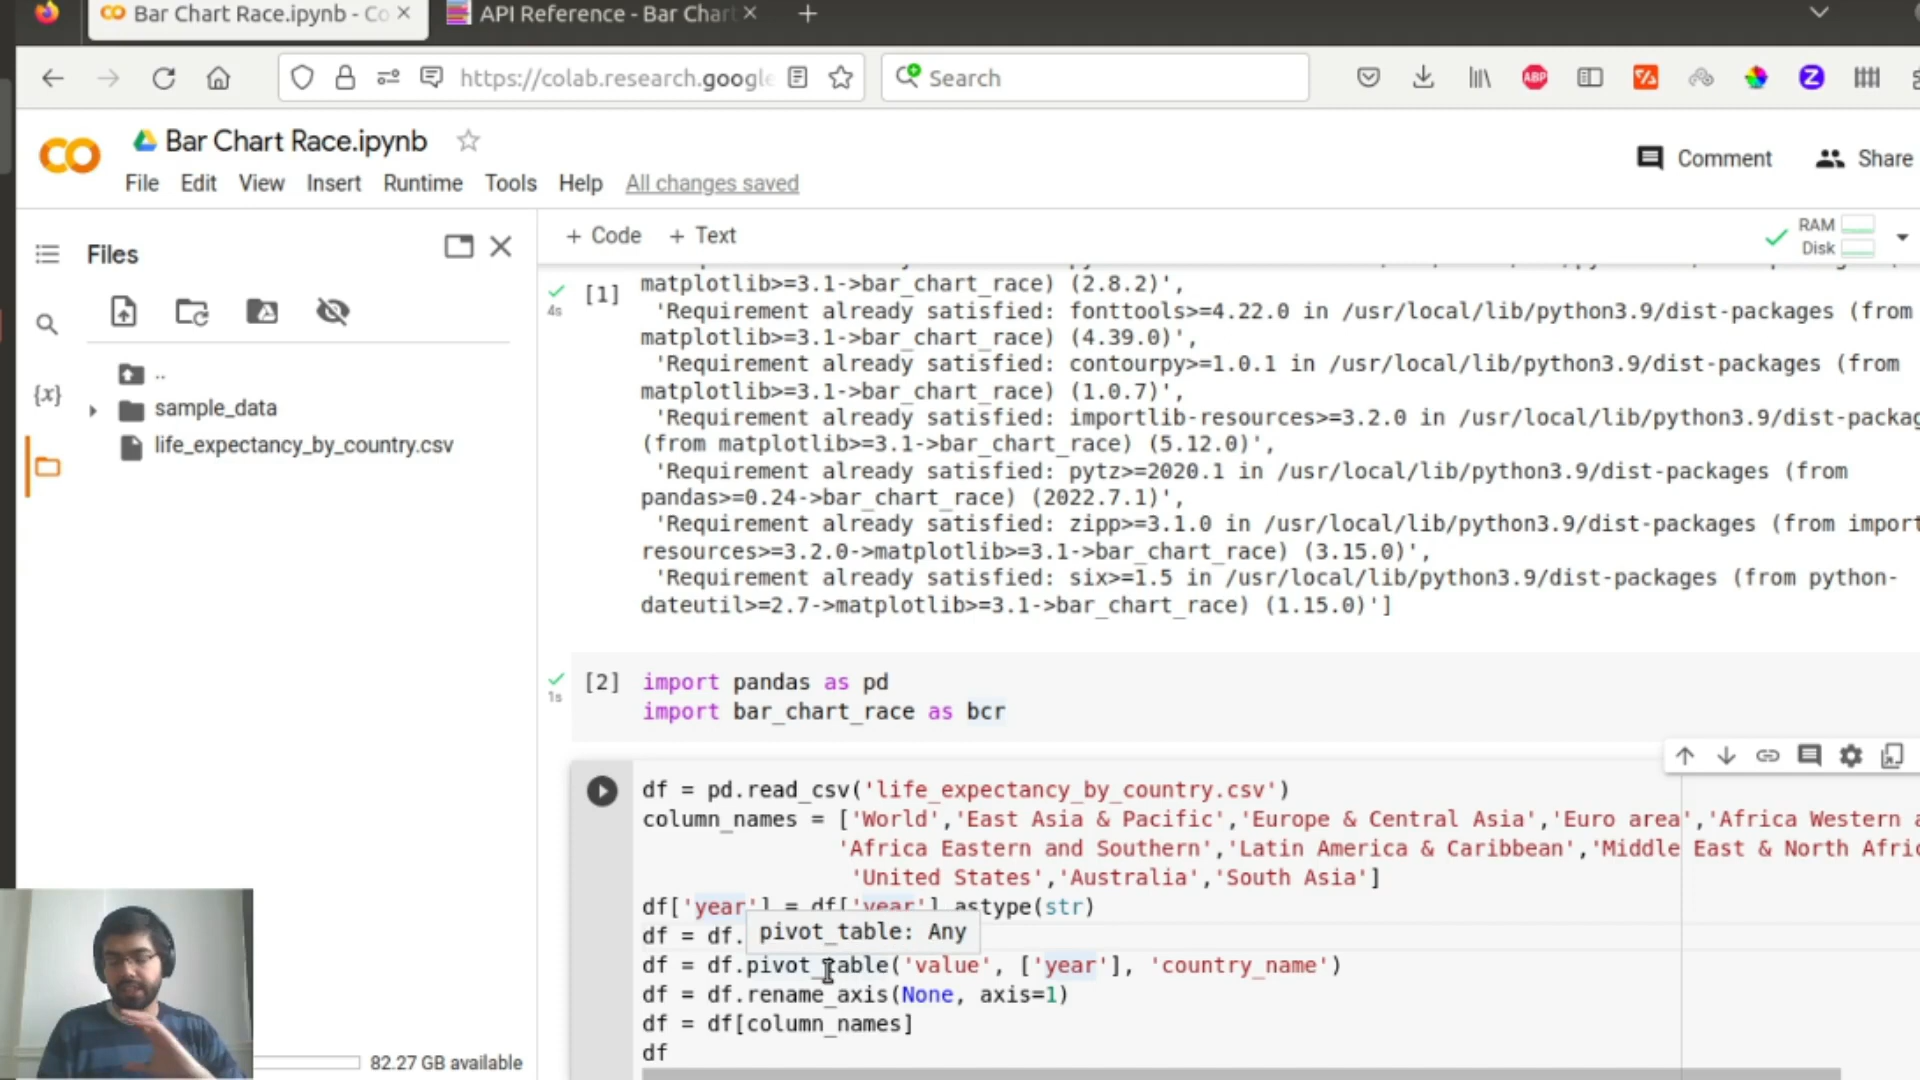 Bar Chart Race.ipynb - Co
API Reference - Bar Chart
https://colab.research.google
Search
ABP
Z
Bar Chart Race.ipynb
Comment
Share
File Edit View Insert Runtime Tools Help All changes saved
Files
+ Code + Text
RAM
Disk
..
sample_data
life_expectancy_by_country.csv
{x}
[1]
4s
matplotlib>=3.1->bar_chart_race) (2.8.2)',
'Requirement already satisfied: fonttools>=4.22.0 in /usr/local/lib/python3.9/dist-packages (from
matplotlib>=3.1->bar_chart_race) (4.39.0)',
'Requirement already satisfied: contourpy>=1.0.1 in /usr/local/lib/python3.9/dist-packages (from
matplotlib>=3.1->bar_chart_race) (1.0.7)',
'Requirement already satisfied: importlib-resources>=3.2.0 in /usr/local/lib/python3.9/dist-packag
(from matplotlib>=3.1->bar_chart_race) (5.12.0)',
'Requirement already satisfied: pytz>=2020.1 in /usr/local/lib/python3.9/dist-packages (from
pandas>=0.24->bar_chart_race) (2022.7.1)',
'Requirement already satisfied: zipp>=3.1.0 in /usr/local/lib/python3.9/dist-packages (from import
resources>=3.2.0->matplotlib>=3.1->bar_chart_race) (3.15.0)',
'Requirement already satisfied: six>=1.5 in /usr/local/lib/python3.9/dist-packages (from python-
dateutil>=2.7->matplotlib>=3.1->bar_chart_race) (1.15.0)']
[2]
1s
import pandas as pd
import bar_chart_race as bcr
df = pd.read_csv('life_expectancy_by_country.csv')
column_names = ['World','East Asia & Pacific','Europe & Central Asia','Euro area','Africa Western a
'Africa Eastern and Southern','Latin America & Caribbean','Middle East & North Afric
'United States','Australia','South Asia']
df['year'] = df['year'].astype(str)
df = df.
pivot_table: Any
df = df.pivot_table('value', ['year'], 'country_name')
df = df.rename_axis(None, axis=1)
df = df[column_names]
df
82.27 GB available